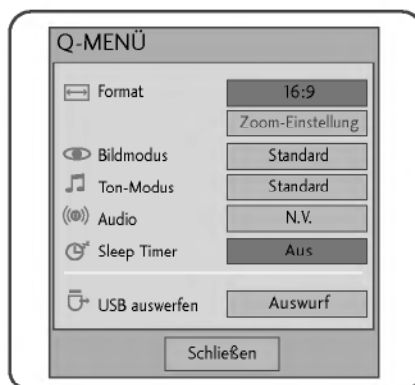 Q-MENÜ
Format 16:9
Zoom-Einstellung
Bildmodus Standard
Ton-Modus Standard
Audio N.V.
Sleep Timer Aus
USB auswerfen Auswurf
Schließen